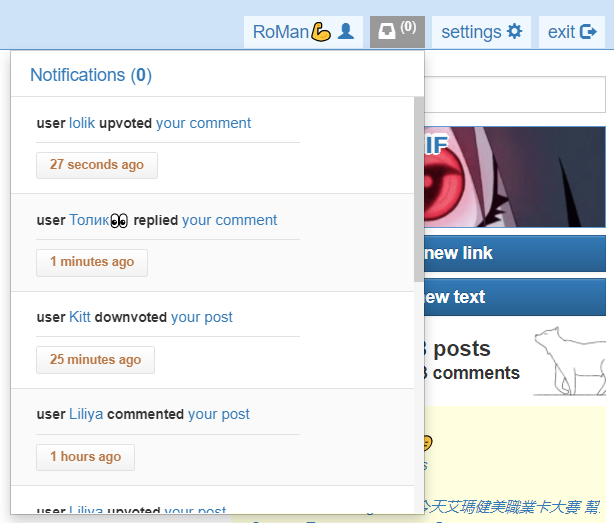 RoMan💪 (0) settings exit
Notifications (0)
user lolik upvoted your comment
27 seconds ago
user Толик👀 replied your comment
1 minutes ago
user Kitt downvoted your post
25 minutes ago
user Liliya commented your post
1 hours ago
user Liliya upvoted your post
IF
new link
new text
posts
comments
今天艾瑪健美職業卡大賽 幫